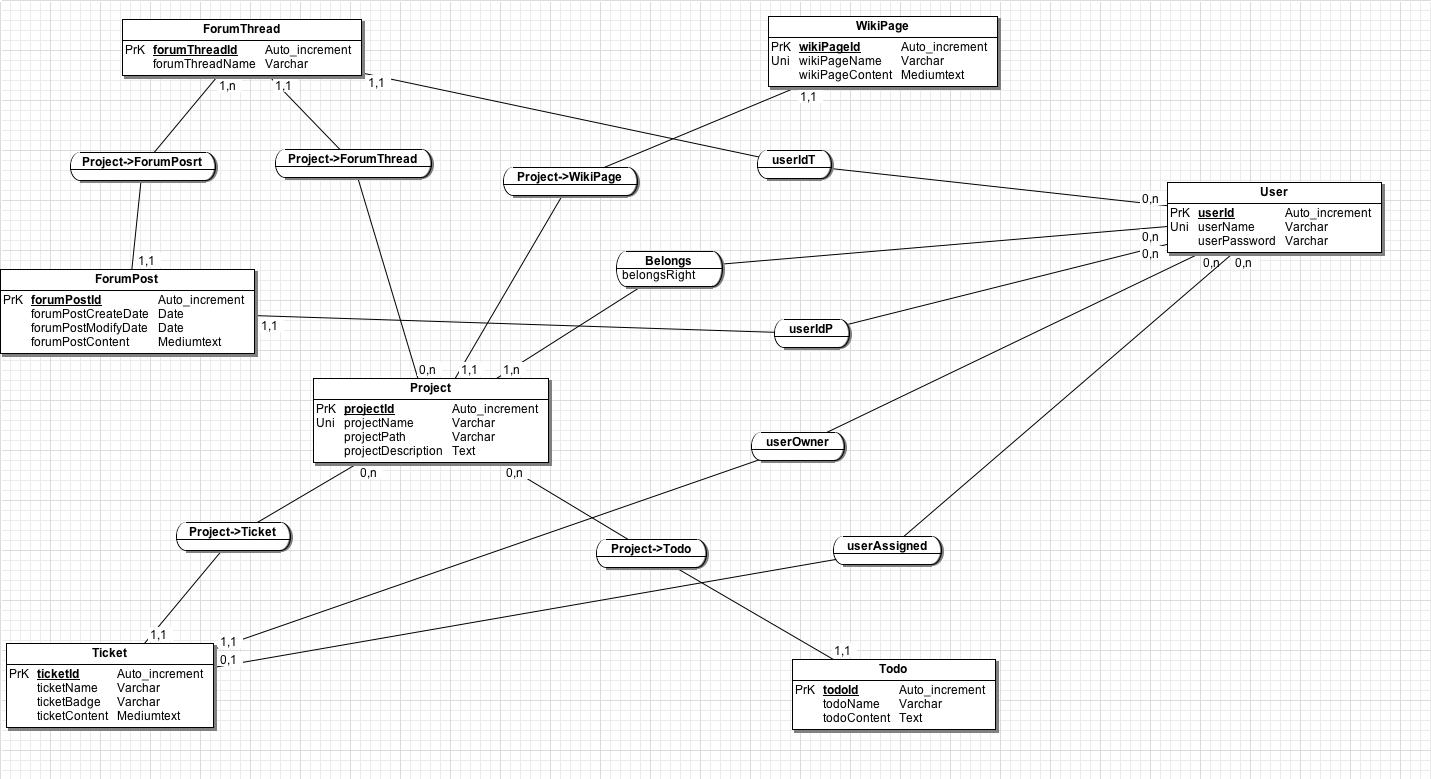 ForumThread
PrK forumThreadId Auto_increment
forumThreadName Varchar
WikiPage
PrK wikiPageId Auto_increment
Uni wikiPageName Varchar
wikiPageContent Mediumtext
1,n
1,1
1,1
1,1
Project->ForumPosrt
Project->ForumThread
Project->WikiPage
userIdT
User
PrK userId Auto_increment
Uni userName Varchar
userPassword Varchar
0,n
0,n
0,n
0,n
0,n
Belongs
belongsRight
1,1
ForumPost
PrK forumPostId Auto_increment
forumPostCreateDate Date
forumPostModifyDate Date
forumPostContent Mediumtext
1,1
userIdP
0,n
1,1
1,n
Project
PrK projectId Auto_increment
Uni projectName Varchar
projectPath Varchar
projectDescription Text
0,n
0,n
userOwner
Project->Ticket
Project->Todo
userAssigned
1,1
1,1
0,1
1,1
Ticket
PrK ticketId Auto_increment
ticketName Varchar
ticketBadge Varchar
ticketContent Mediumtext
Todo
PrK todoId Auto_increment
todoName Varchar
todoContent Text